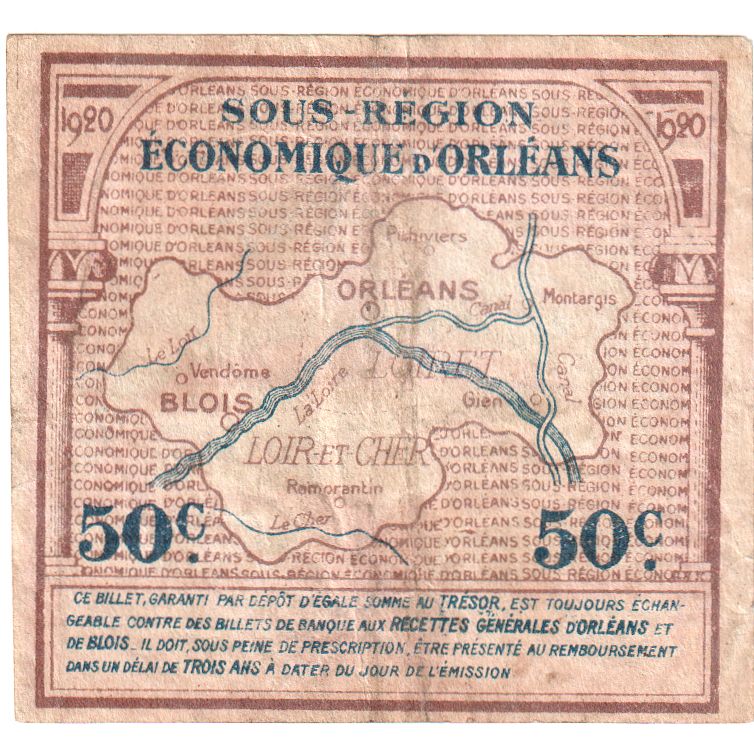 1920
1920
SOUS-RÉGION
ÉCONOMIQUE D'ORLÉANS
Pithiviers
ORLÉANS
Canal
Montargis
Le Loir
Vendôme
LOIRET
BLOIS
La Loire
Gien
Canal
LOIR-ET-CHER
Romorantin
Le Cher
50c.
50c.
CE BILLET, GARANTI PAR DÉPÔT D'ÉGALE SOMME AU TRÉSOR, EST TOUJOURS ÉCHAN-
GEABLE CONTRE DES BILLETS DE BANQUE AUX RECETTES GÉNÉRALES D'ORLÉANS ET
DE BLOIS _ IL DOIT, SOUS PEINE DE PRESCRIPTION, ÊTRE PRÉSENTÉ AU REMBOURSEMENT
DANS UN DÉLAI DE TROIS ANS À DATER DU JOUR DE L'ÉMISSION